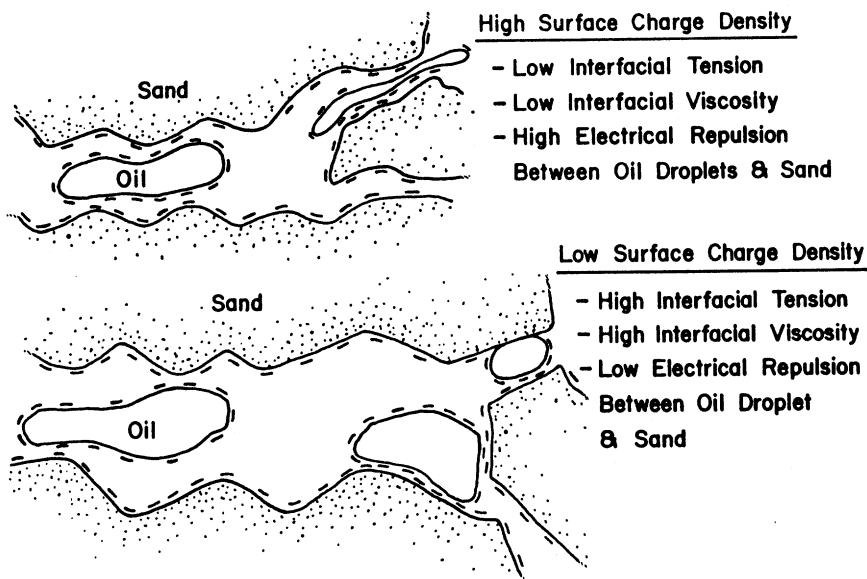 High Surface Charge Density
- Low Interfacial Tension
- Low Interfacial Viscosity
- High Electrical Repulsion
Between Oil Droplets & Sand
Sand
Oil
Low Surface Charge Density
- High Interfacial Tension
- High Interfacial Viscosity
- Low Electrical Repulsion
Between Oil Droplet
& Sand
Sand
Oil